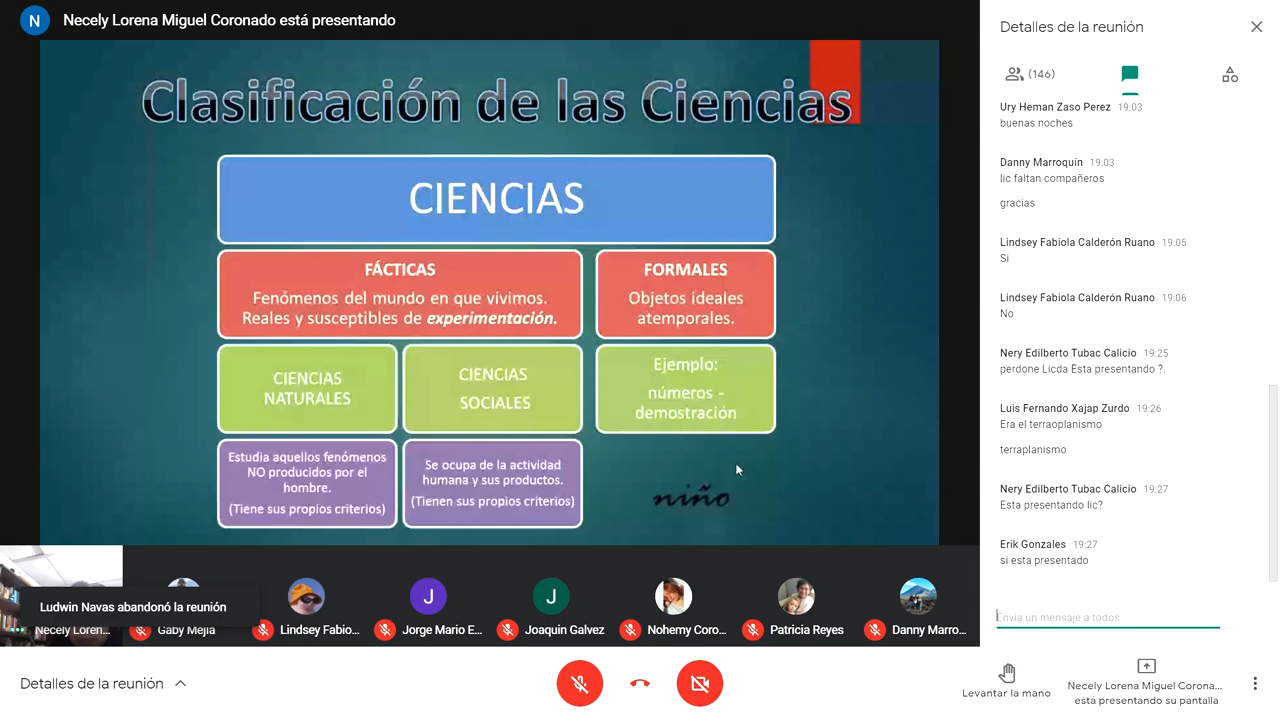 N
Necely Lorena Miguel Coronado está presentando
Clasificación de las Ciencias
CIENCIAS
FÁCTICAS
Fenómenos del mundo en que vivimos.
Reales y susceptibles de experimentación.
FORMALES
Objetos ideales
atemporales.
CIENCIAS
NATURALES
CIENCIAS
SOCIALES
Ejemplo:
números -
demostración
Estudia aquellos fenómenos
NO producidos por el
hombre.
(Tiene sus propios criterios)
Se ocupa de la actividad
humana y sus productos.
(Tienen sus propios criterios)
niño
Ludwin Navas abandonó la reunión
Necely Loren...
Gaby Mejia
Lindsey Fabio...
J
Jorge Mario E...
J
Joaquin Galvez
Nohemy Coro...
Patricia Reyes
Danny Marro...
Detalles de la reunión
Detalles de la reunión
(146)
Ury Heman Zaso Perez 19:03
buenas noches
Danny Marroquín 19:03
lic faltan compañeros
gracias
Lindsey Fabiola Calderón Ruano 19:05
Si
Lindsey Fabiola Calderón Ruano 19:06
No
Nery Edilberto Tubac Calicio 19:25
perdone Licda Esta presentando ?.
Luis Fernando Xajap Zurdo 19:26
Era el terraoplanismo
terraplanismo
Nery Edilberto Tubac Calicio 19:27
Esta presentando lic?
Erik Gonzales 19:27
si esta presentado
Envía un mensaje a todos
Levantar la mano
Necely Lorena Miguel Corona...
está presentando su pantalla